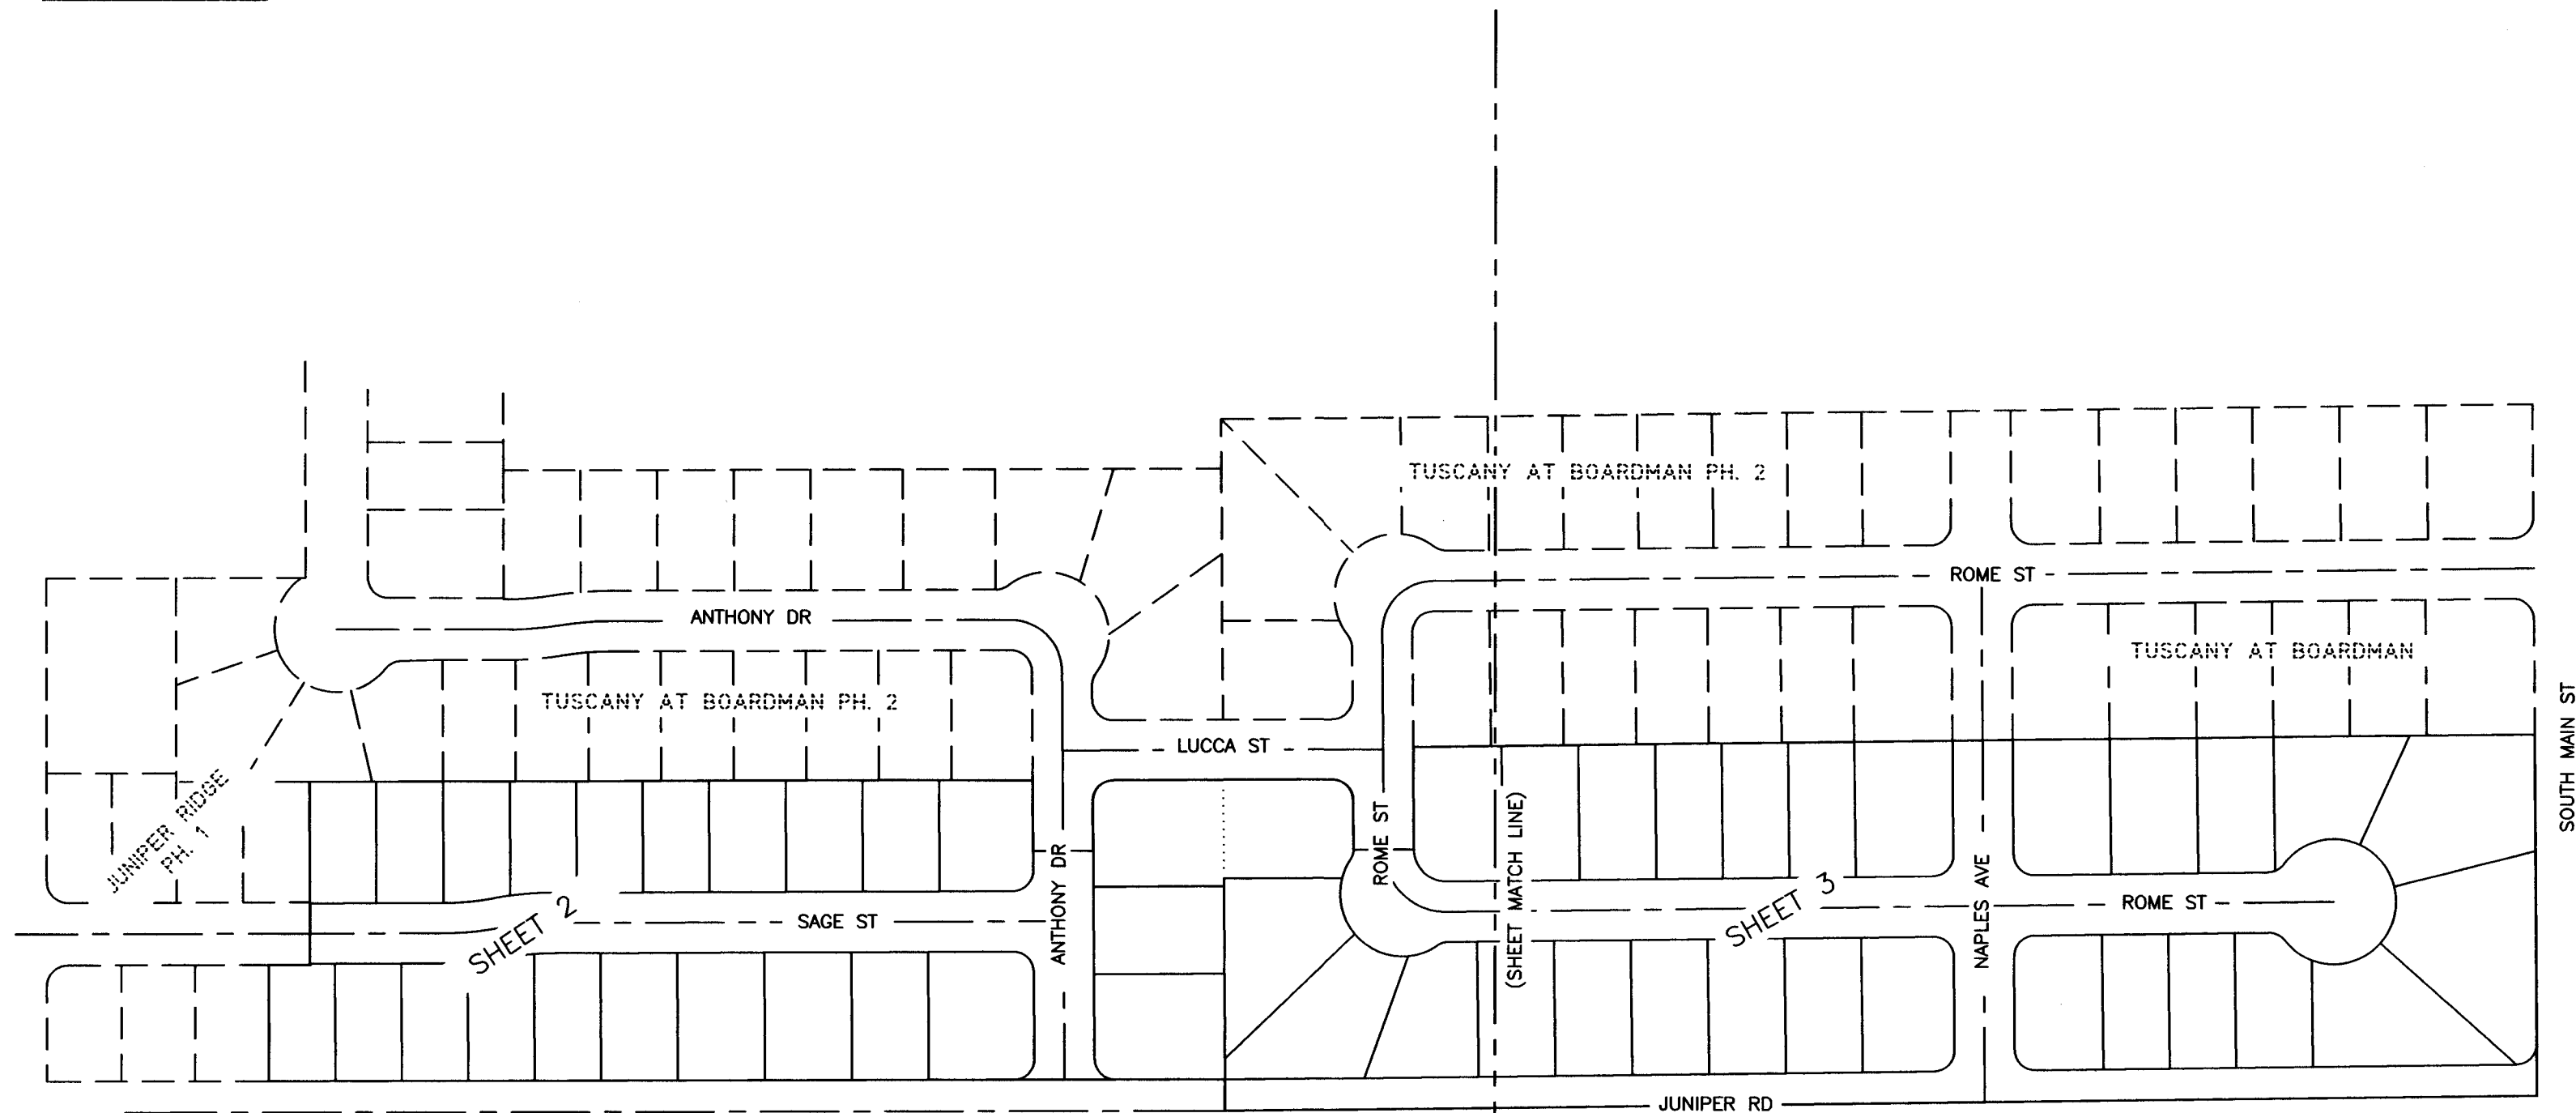 TUSCANY AT BOARDMAN PH. 2
ROME ST
ANTHONY DR
TUSCANY AT BOARDMAN
TUSCANY AT BOARDMAN PH. 2
LUCCA ST
SOUTH MAIN ST
JUNIPER RIDGE
PH. 1
ROME ST
(SHEET MATCH LINE)
ANTHONY DR
NAPLES AVE
SHEET 2
SAGE ST
SHEET 3
ROME ST
JUNIPER RD